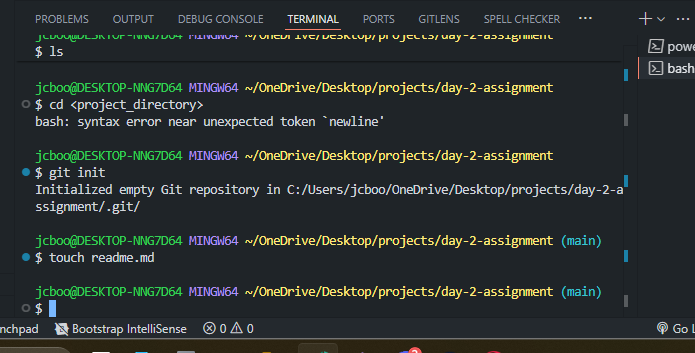 PROBLEMS OUTPUT DEBUG CONSOLE TERMINAL PORTS GITLENS SPELL CHECKER ··· + ···
jcboo@DESKTOP-NNG7D64 MINGW64 ~/OneDrive/Desktop/projects/day-2-assignment
$ ls
jcboo@DESKTOP-NNG7D64 MINGW64 ~/OneDrive/Desktop/projects/day-2-assignment
$ cd <project_directory>
bash: syntax error near unexpected token `newline'
jcboo@DESKTOP-NNG7D64 MINGW64 ~/OneDrive/Desktop/projects/day-2-assignment
$ git init
Initialized empty Git repository in C:/Users/jcboo/OneDrive/Desktop/projects/day-2-a
ssignment/.git/
jcboo@DESKTOP-NNG7D64 MINGW64 ~/OneDrive/Desktop/projects/day-2-assignment (main)
$ touch readme.md
jcboo@DESKTOP-NNG7D64 MINGW64 ~/OneDrive/Desktop/projects/day-2-assignment (main)
$
powe
bash
nchpad Bootstrap IntelliSense 0 0 Go L